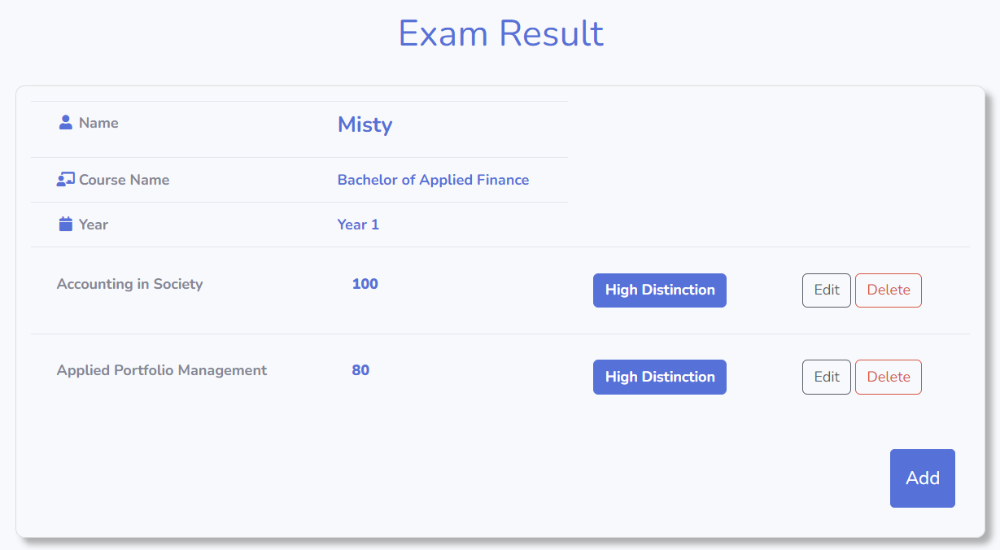 Exam Result
Name Misty
Course Name Bachelor of Applied Finance
Year Year 1
Accounting in Society 100 High Distinction Edit Delete
Applied Portfolio Management 80 High Distinction Edit Delete
Add